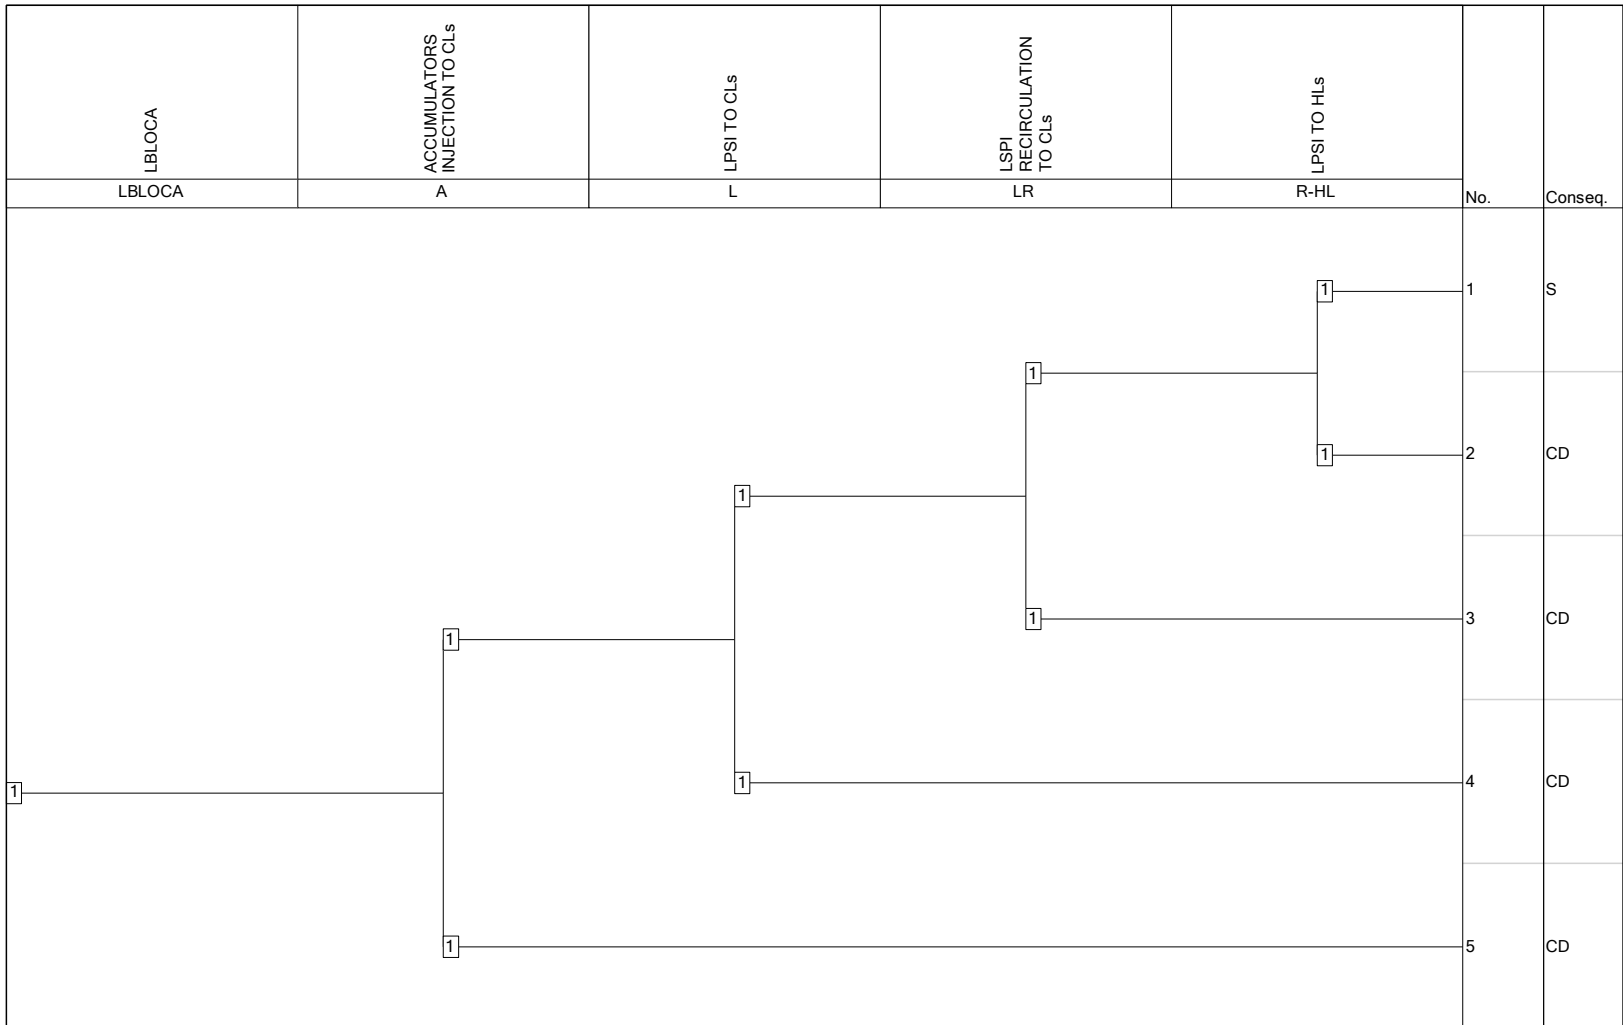 LBLOCA
ACCUMULATORS
INJECTION TO CLs
LPSI TO CLs
LSPI
RECIRCULATION
TO CLs
LPSI TO HLs
LBLOCA
A
L
LR
R-HL
No.
Conseq.
1
1
S
1
1
2
CD
1
1
3
CD
1
1
4
CD
1
1
5
CD